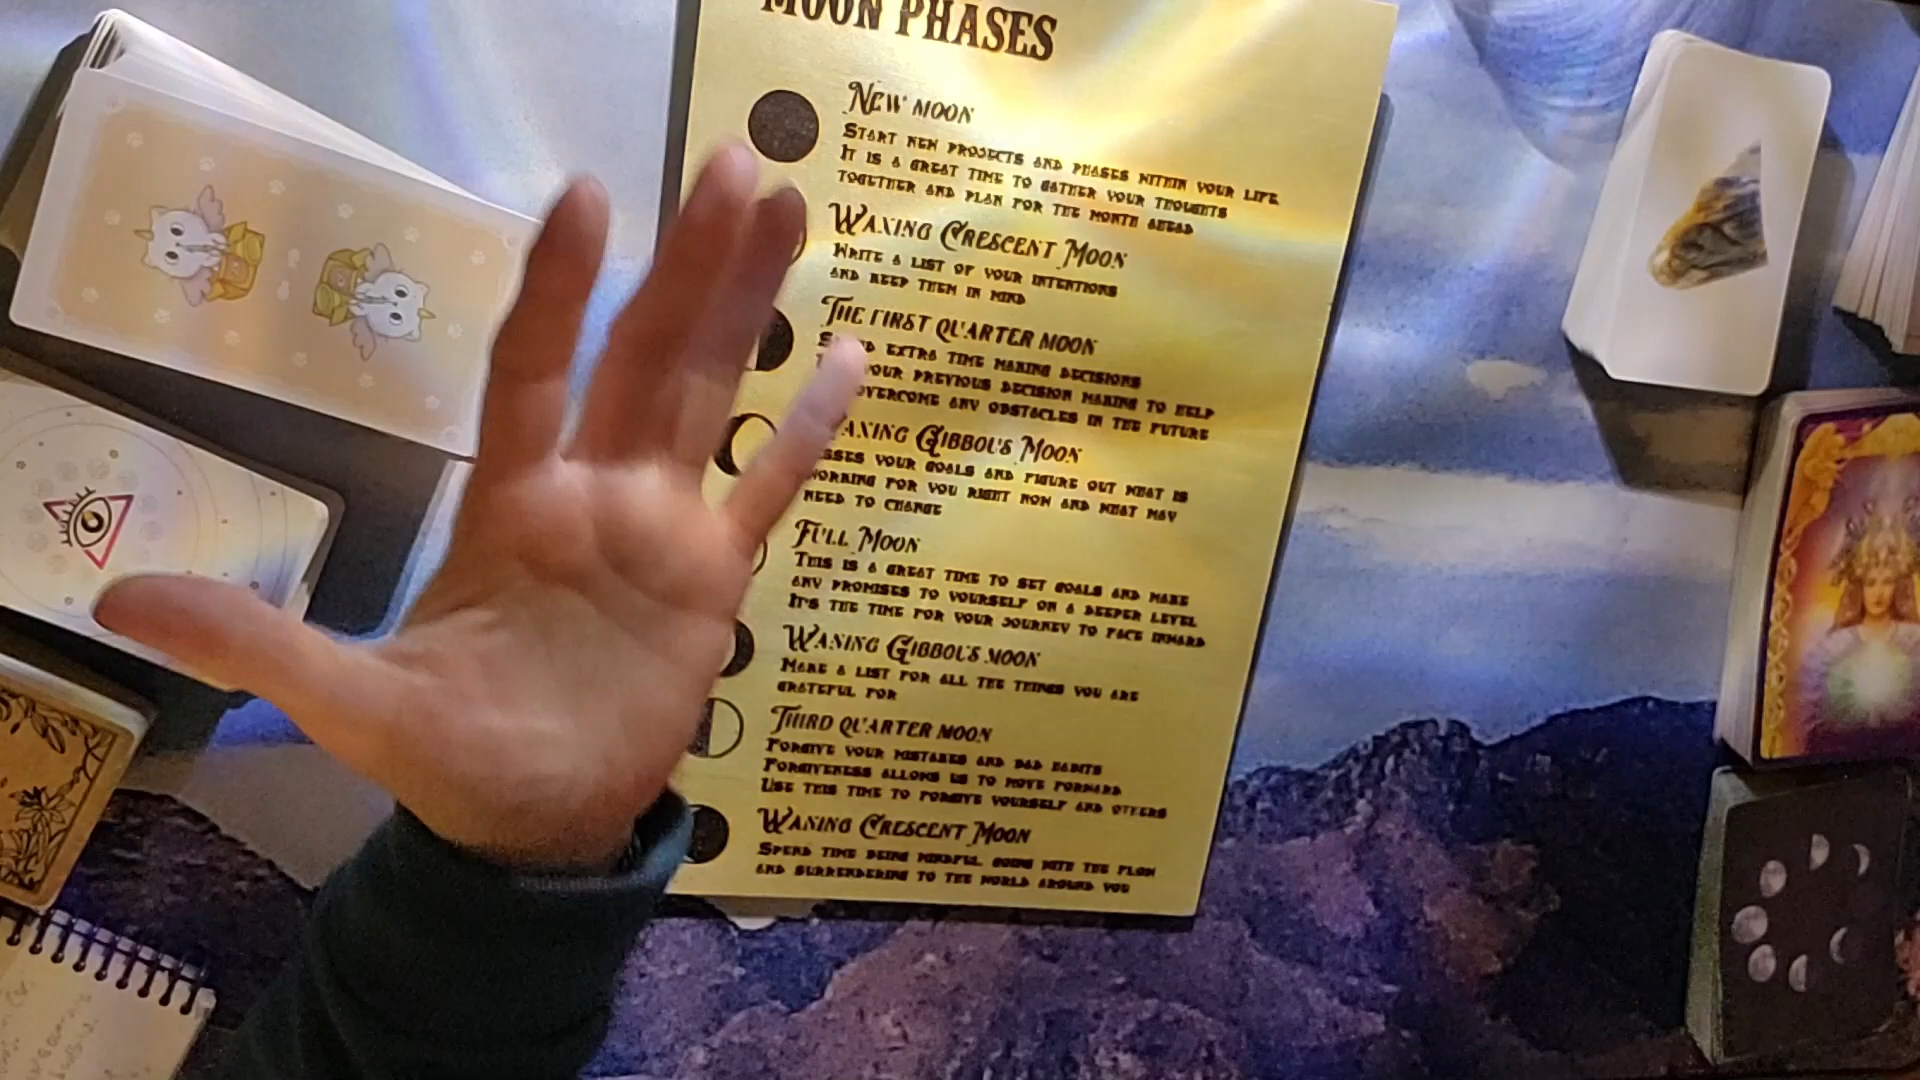 MOON PHASES
NEW MOON
START NEW PROJECTS AND PHASES WITHIN YOUR LIFE
IT IS A GREAT TIME TO GATHER YOUR THOUGHTS
TOGETHER AND PLAN FOR THE MONTH AHEAD
WAXING CRESCENT MOON
WRITE A LIST OF YOUR INTENTIONS
AND KEEP THEM IN MIND
THE FIRST QUARTER MOON
EXTRA TIME MAKING DECISIONS
YOUR PREVIOUS DECISION MAKING TO HELP
OVERCOME ANY OBSTACLES IN THE FUTURE
WAXING GIBBOUS MOON
YOUR GOALS AND FIGURE OUT WHAT IS
WORKING FOR YOU RIGHT NOW AND WHAT MAY
NEED TO CHANGE
FULL MOON
THIS IS A GREAT TIME TO SET GOALS AND MAKE
ANY PROMISES TO YOURSELF ON A DEEPER LEVEL
IT'S THE TIME FOR YOUR JOURNEY TO FACE INWARD
WANING GIBBOUS MOON
MAKE A LIST FOR ALL THE THINGS YOU ARE
GRATEFUL FOR
THIRD QUARTER MOON
FORGIVE YOUR MISTAKES AND BAD HABITS
FORGIVENESS ALLOWS US TO MOVE FORWARD
USE THIS TIME TO FORGIVE YOURSELF AND OTHERS
WANING CRESCENT MOON
SPEND TIME BEING MINDFUL, GOING WITH THE FLOW
AND SURRENDERING TO THE WORLD AROUND YOU